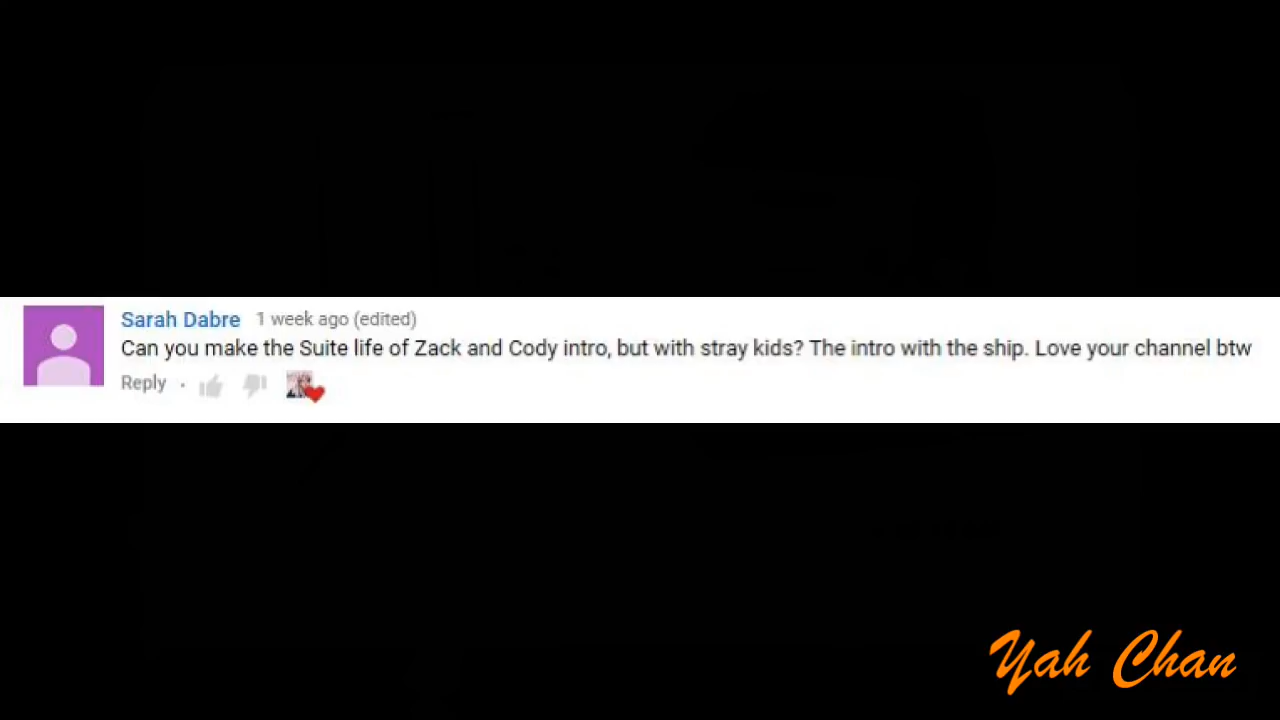 Sarah Dabre 1 week ago (edited)
Can you make the Suite life of Zack and Cody intro, but with stray kids? The intro with the ship. Love your channel btw
Reply
Yah Chan